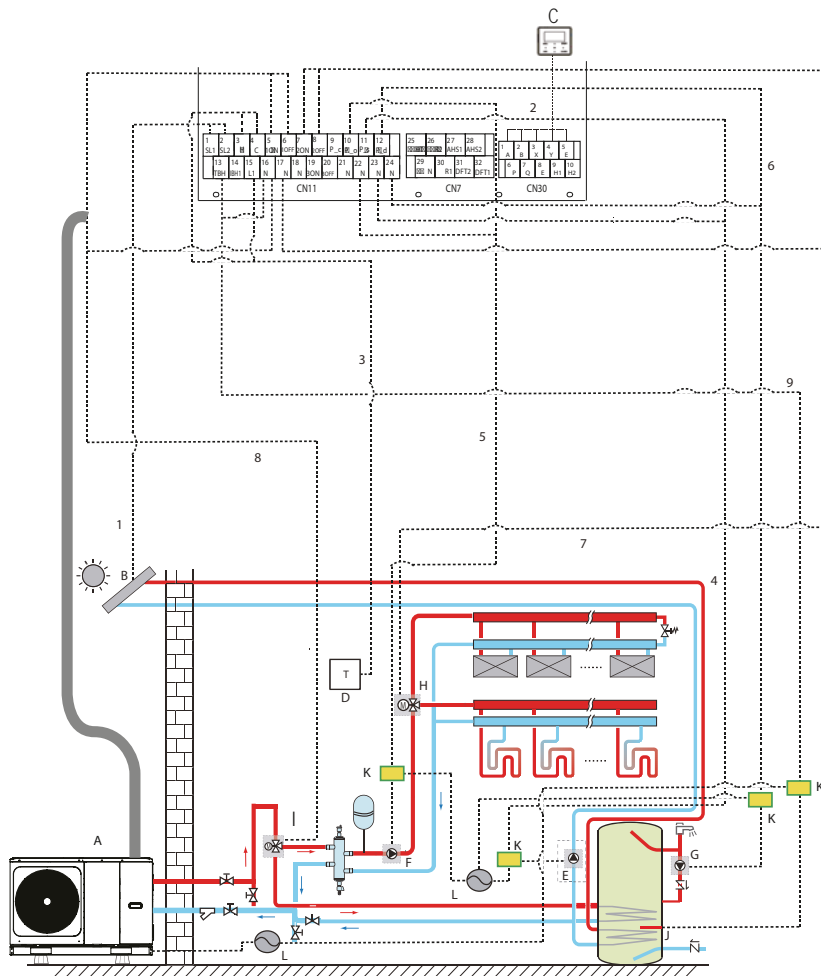 C
2
1 2 3 4 5 6 7 8 9 10 11 12
SL1 SL2 H C 1ON 1OFF 2ON 2OFF P_c P_o P_s P_d
13 14 15 16 17 18 19 20 21 22 23 24
TBH IBH1 L1 N N N 3ON 3OFF N N N N
CN11
25 26 27 28
AHS1 AHS2
29 30 31 32
N R1 DFT2 DFT1
CN7
1 2 3 4 5
A B X Y E
6 7 8 9 10
P Q E H1 H2
CN30
6
3
9
5
8
1
7
B
4
T
D
H
M
K
K
K
A
I
M
F
K
G
E
L
J
L